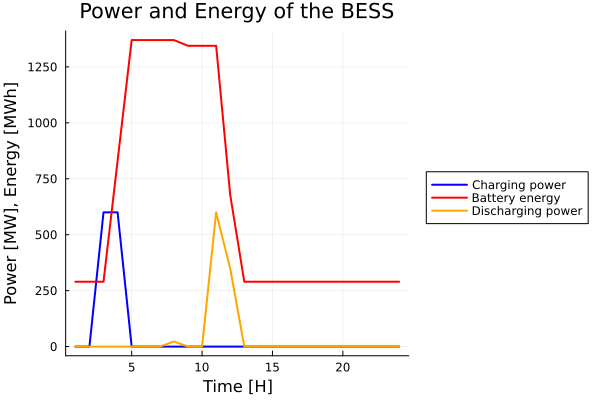 Power and Energy of the BESS
Power [MW], Energy [MWh]
1250
1000
750
500
250
0
5
10
15
20
Time [H]
Charging power
Battery energy
Discharging power